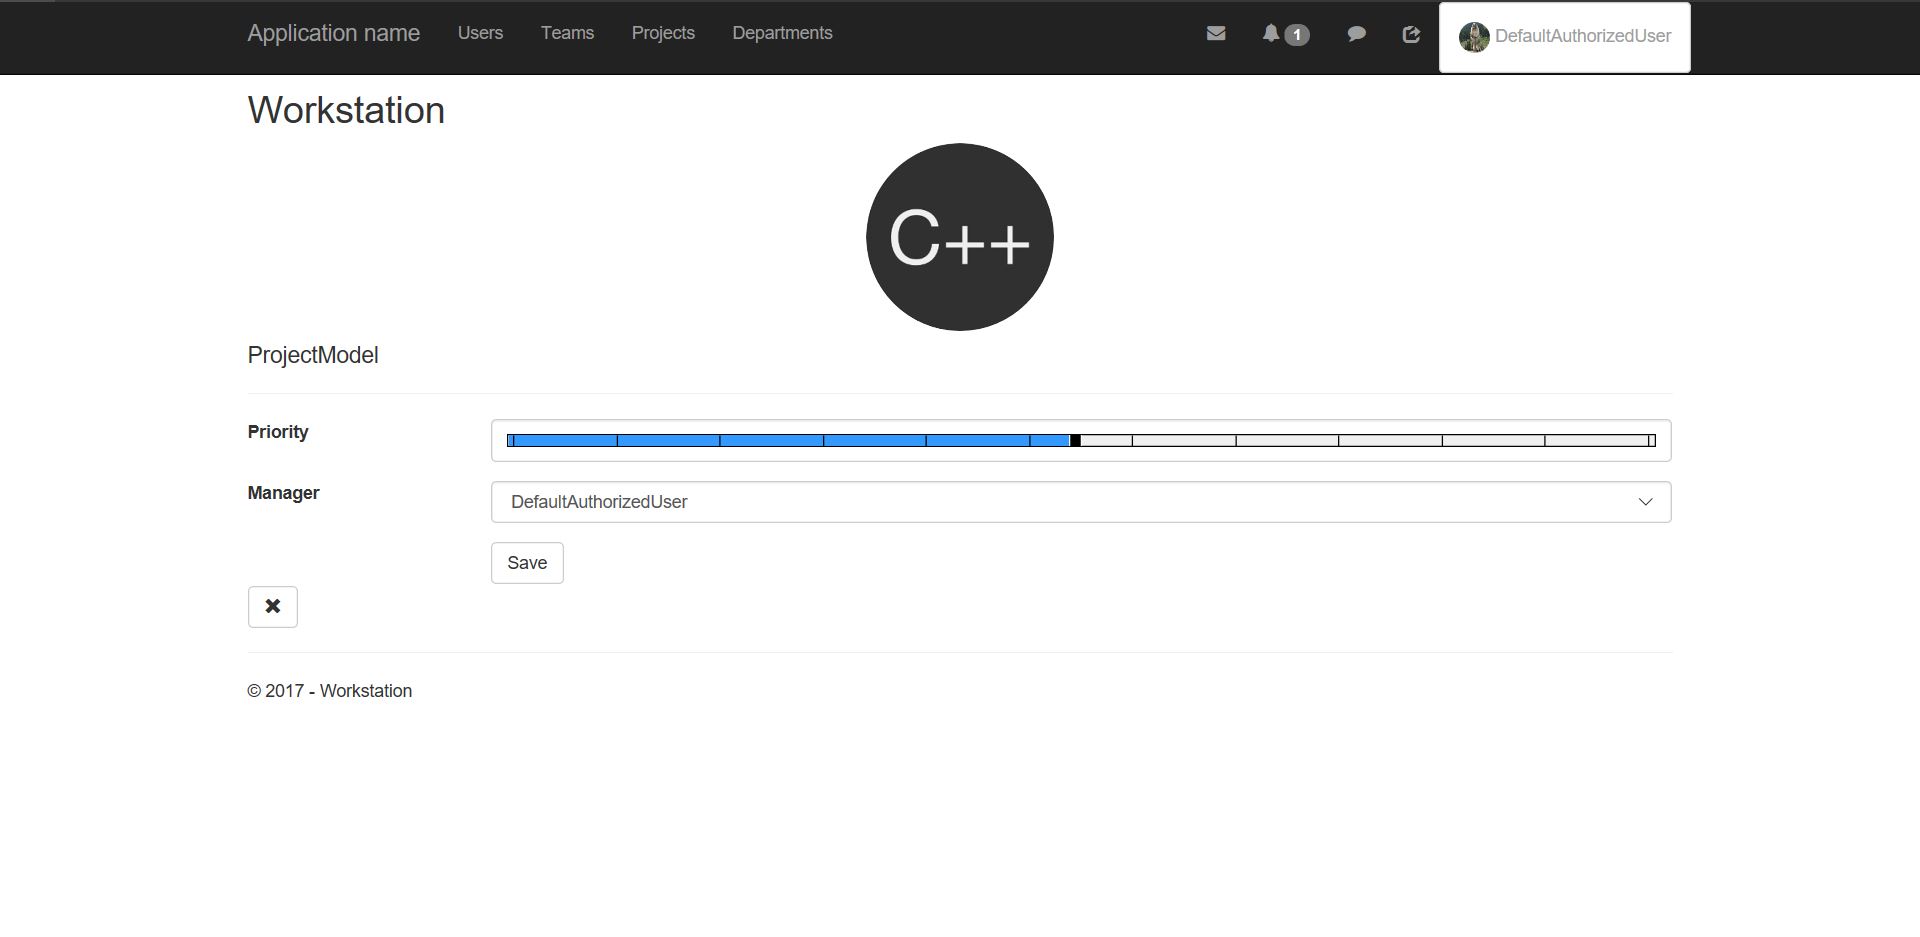 Application name Users Teams Projects Departments 1 DefaultAuthorizedUser
Workstation
C++
ProjectModel
Priority
Manager DefaultAuthorizedUser
Save
© 2017 - Workstation